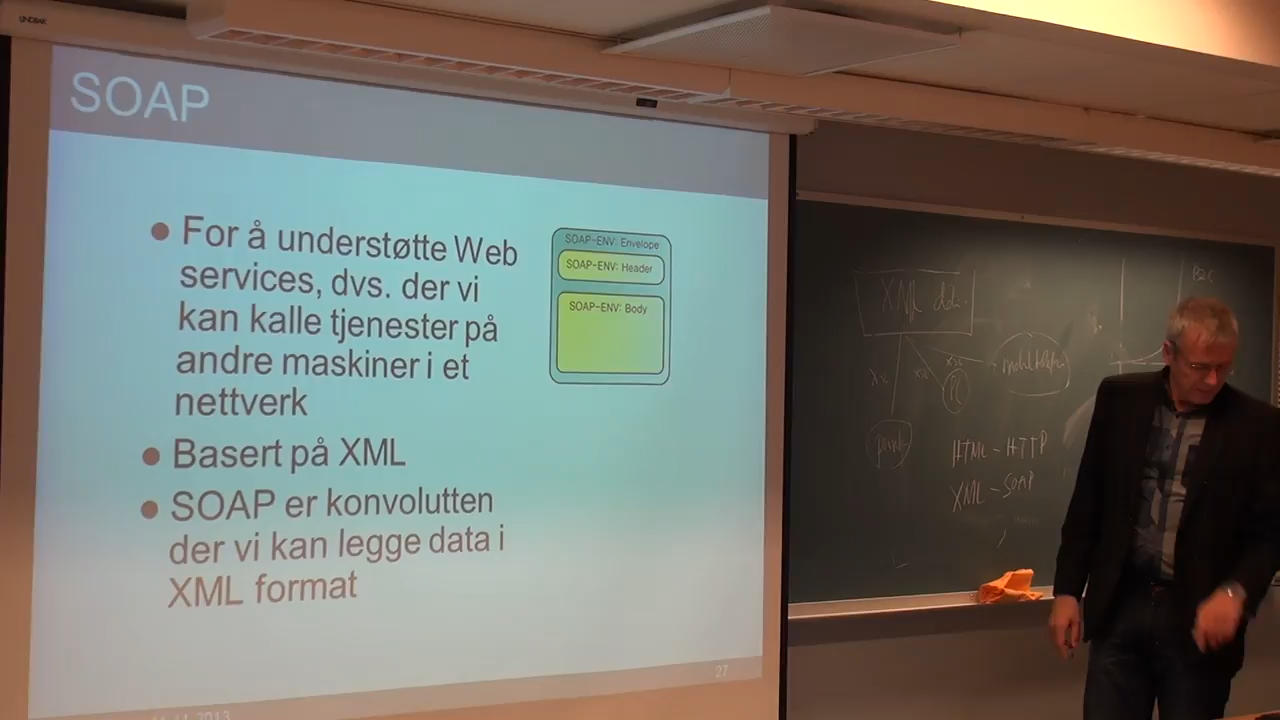 SOAP
● For å understøtte Web
services, dvs. der vi
kan kalle tjenester på
andre maskiner i et
nettverk
● Basert på XML
● SOAP er konvolutten
der vi kan legge data i
XML format
SOAP-ENV: Envelope
SOAP-ENV: Header
SOAP-ENV: Body
27
2013
XML
PC
HTML - HTTP
XML - SOAP